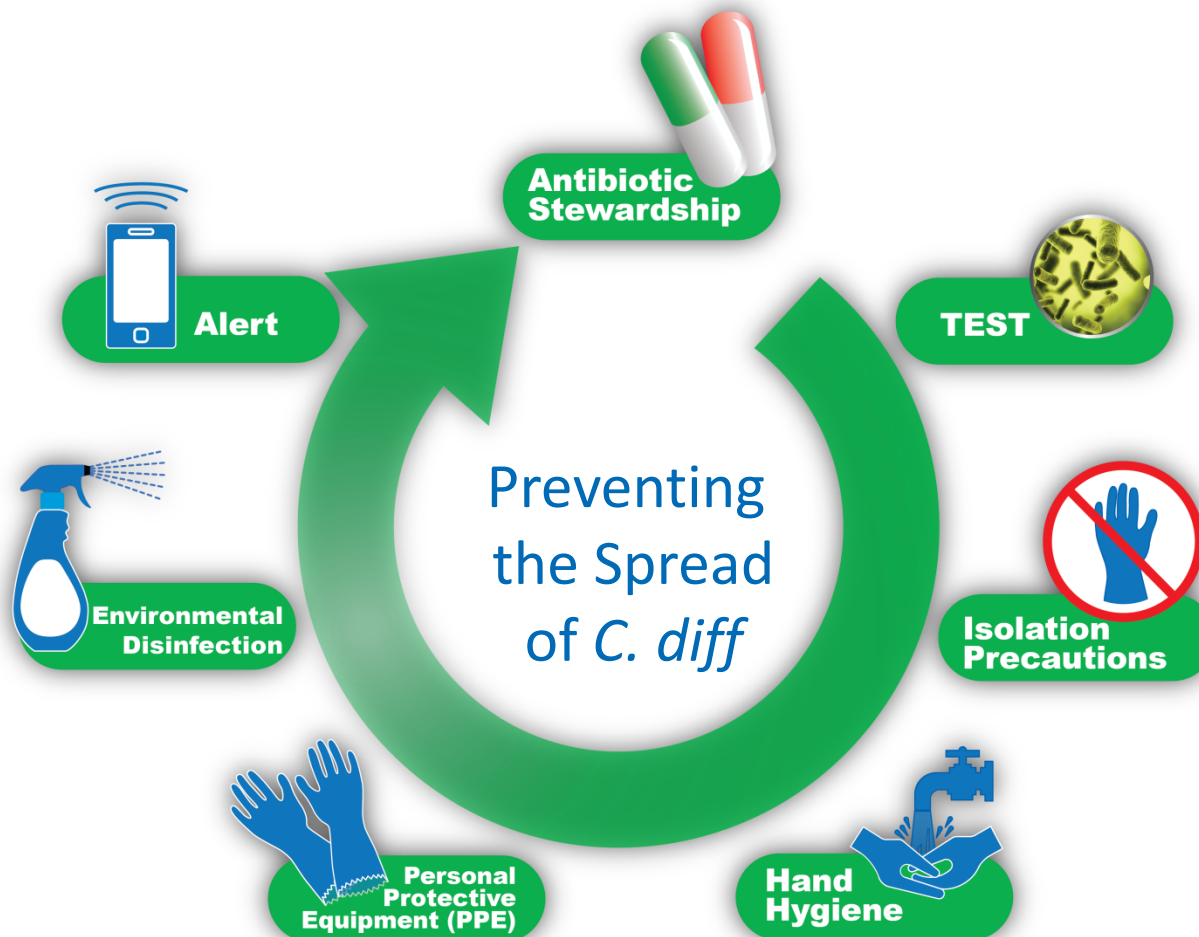 Antibiotic
Stewardship
TEST
Isolation
Precautions
Hand
Hygiene
Personal
Protective
Equipment (PPE)
Environmental
Disinfection
Alert
Preventing
the Spread
of C. diff